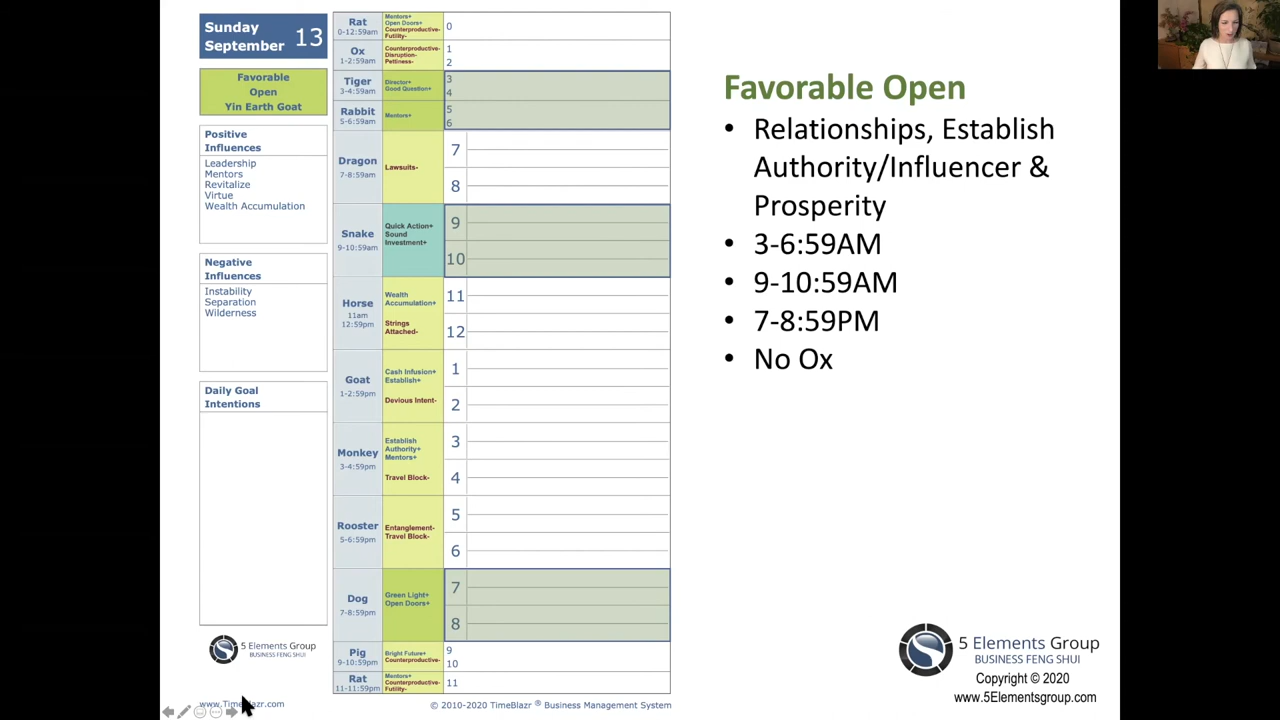 Sunday
September 13
Favorable
Open
Yin Earth Goat
Positive
Influences
Leadership
Mentors
Revitalize
Virtue
Wealth Accumulation
Negative
Influences
Instability
Separation
Wilderness
Daily Goal
Intentions
5 Elements Group
BUSINESS FENG SHUI
www.TimeBlazr.com
Rat
0-12:59am
Mentors+
Open Doors+
Counterproductive-
Futility-
0
Ox
1-2:59am
Counterproductive-
Disruption-
Pettiness-
1
2
Tiger
3-4:59am
Director+
Good Question+
3
4
Rabbit
5-6:59am
Mentors+
5
6
Dragon
7-8:59am
Lawsuits-
7
8
Snake
9-10:59am
Quick Action+
Sound
Investment+
9
10
Horse
11am
12:59pm
Wealth
Accumulation+
Strings
Attached-
11
12
Goat
1-2:59pm
Cash Infusion+
Establish+
Devious Intent-
1
2
Monkey
3-4:59pm
Establish
Authority+
Mentors+
Travel Block-
3
4
Rooster
5-6:59pm
Entanglement-
Travel Block-
5
6
Dog
7-8:59pm
Green Light+
Open Doors+
7
8
Pig
9-10:59pm
Bright Future+
Counterproductive-
9
10
Rat
11-11:59pm
Mentors+
Counterproductive-
Futility-
11
© 2010-2020 TimeBlazr ® Business Management System
Favorable Open
• Relationships, Establish
Authority/Influencer &
Prosperity
• 3-6:59AM
• 9-10:59AM
• 7-8:59PM
• No Ox
5 Elements Group
BUSINESS FENG SHUI
Copyright © 2020
www.5Elementsgroup.com